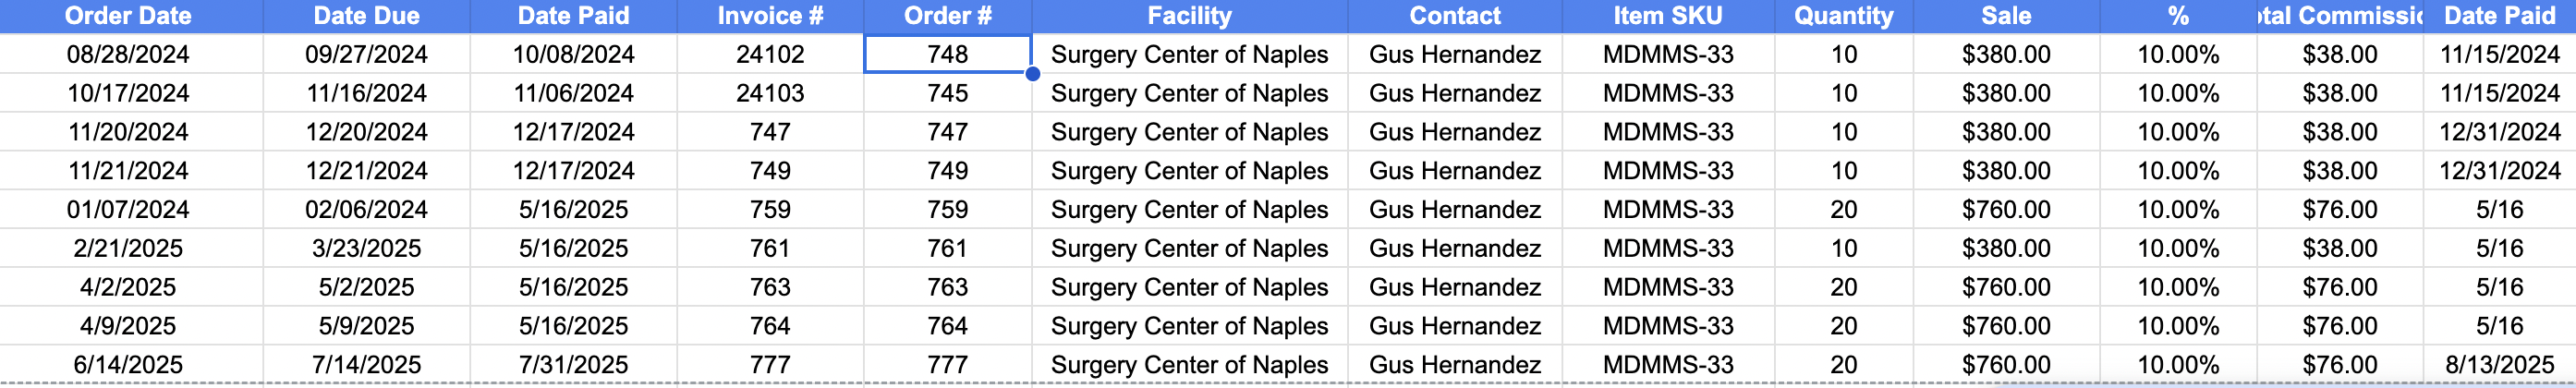 Order Date Date Due Date Paid Invoice # Order # Facility Contact Item SKU Quantity Sale % otal Commissio Date Paid
08/28/2024 09/27/2024 10/08/2024 24102 748 Surgery Center of Naples Gus Hernandez MDMMS-33 10 $380.00 10.00% $38.00 11/15/2024
10/17/2024 11/16/2024 11/06/2024 24103 745 Surgery Center of Naples Gus Hernandez MDMMS-33 10 $380.00 10.00% $38.00 11/15/2024
11/20/2024 12/20/2024 12/17/2024 747 747 Surgery Center of Naples Gus Hernandez MDMMS-33 10 $380.00 10.00% $38.00 12/31/2024
11/21/2024 12/21/2024 12/17/2024 749 749 Surgery Center of Naples Gus Hernandez MDMMS-33 10 $380.00 10.00% $38.00 12/31/2024
01/07/2024 02/06/2024 5/16/2025 759 759 Surgery Center of Naples Gus Hernandez MDMMS-33 20 $760.00 10.00% $76.00 5/16
2/21/2025 3/23/2025 5/16/2025 761 761 Surgery Center of Naples Gus Hernandez MDMMS-33 10 $380.00 10.00% $38.00 5/16
4/2/2025 5/2/2025 5/16/2025 763 763 Surgery Center of Naples Gus Hernandez MDMMS-33 20 $760.00 10.00% $76.00 5/16
4/9/2025 5/9/2025 5/16/2025 764 764 Surgery Center of Naples Gus Hernandez MDMMS-33 20 $760.00 10.00% $76.00 5/16
6/14/2025 7/14/2025 7/31/2025 777 777 Surgery Center of Naples Gus Hernandez MDMMS-33 20 $760.00 10.00% $76.00 8/13/2025